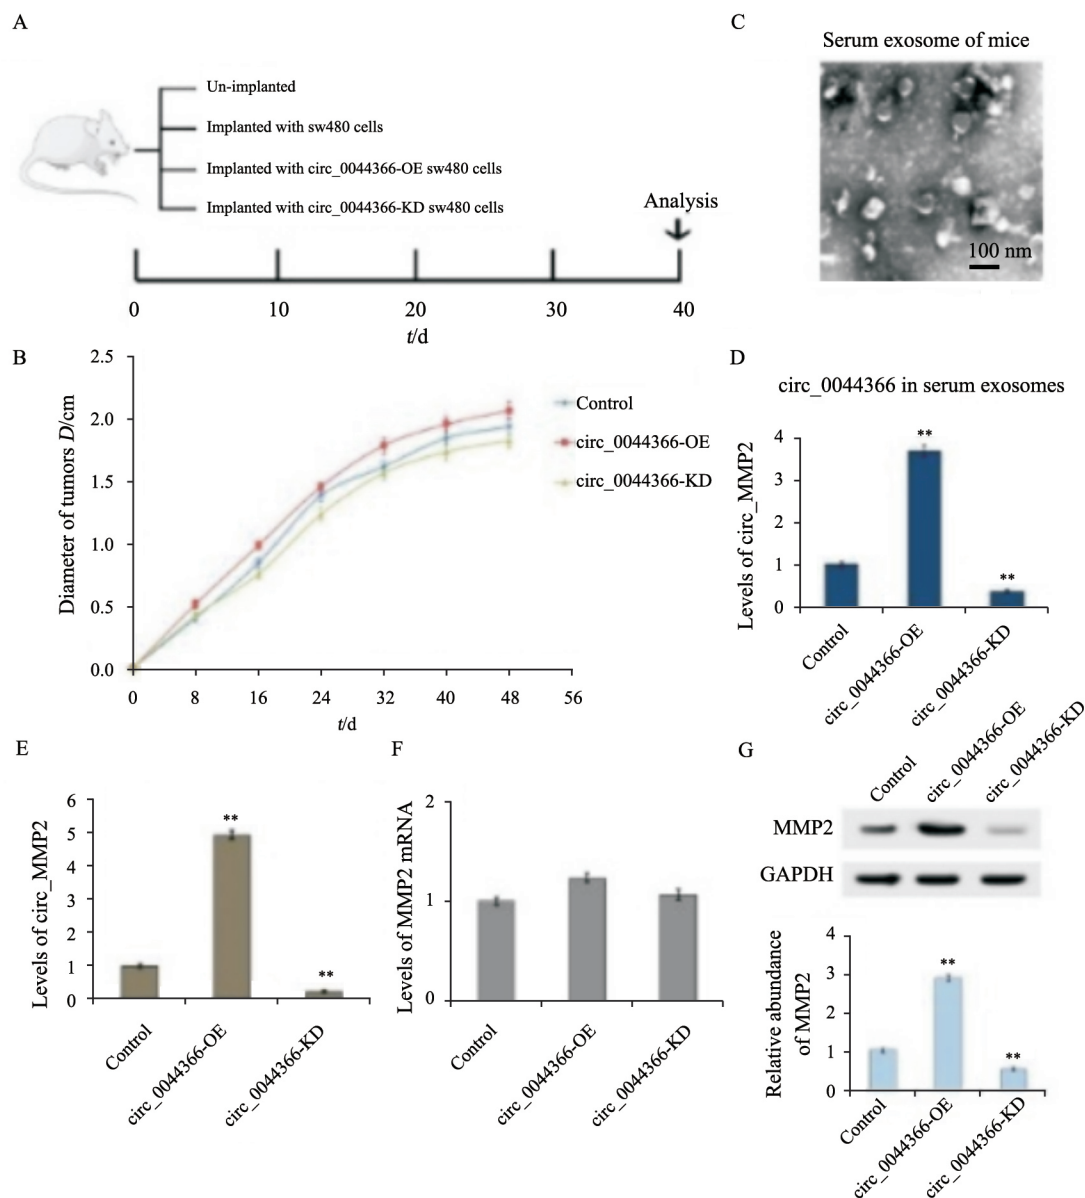 A
Un-implanted
Implanted with sw480 cells
Implanted with circ_0044366-OE sw480 cells
Implanted with circ_0044366-KD sw480 cells
Analysis
0 10 20 30 40
t/d
C
Serum exosome of mice
100 nm
B
Diameter of tumors D/cm
2.5
2.0
1.5
1.0
0.5
0.0
0 8 16 24 32 40 48 56
t/d
Control
circ_0044366-OE
circ_0044366-KD
D
circ_0044366 in serum exosomes
Levels of circ_MMP2
4
3
2
1
0
**
**
Control
circ_0044366-OE
circ_0044366-KD
E
Levels of circ_MMP2
6
5
4
3
2
1
0
**
**
Control
circ_0044366-OE
circ_0044366-KD
F
Levels of MMP2 mRNA
2
1
0
Control
circ_0044366-OE
circ_0044366-KD
G
Control
circ_0044366-OE
circ_0044366-KD
MMP2
GAPDH
Relative abundance
of MMP2
4
3
2
1
0
**
**
Control
circ_0044366-OE
circ_0044366-KD